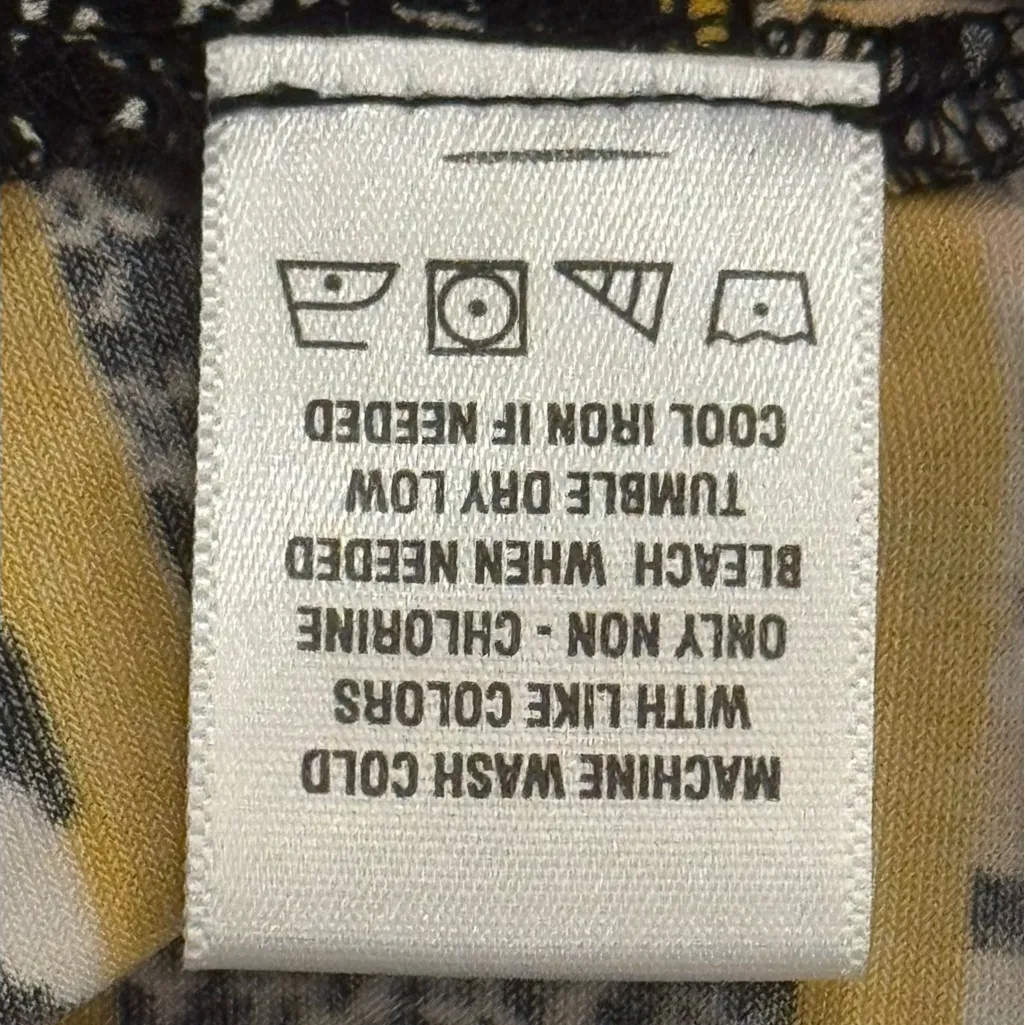 MACHINE WASH COLD
WITH LIKE COLORS
ONLY NON - CHLORINE
BLEACH WHEN NEEDED
TUMBLE DRY LOW
COOL IRON IF NEEDED